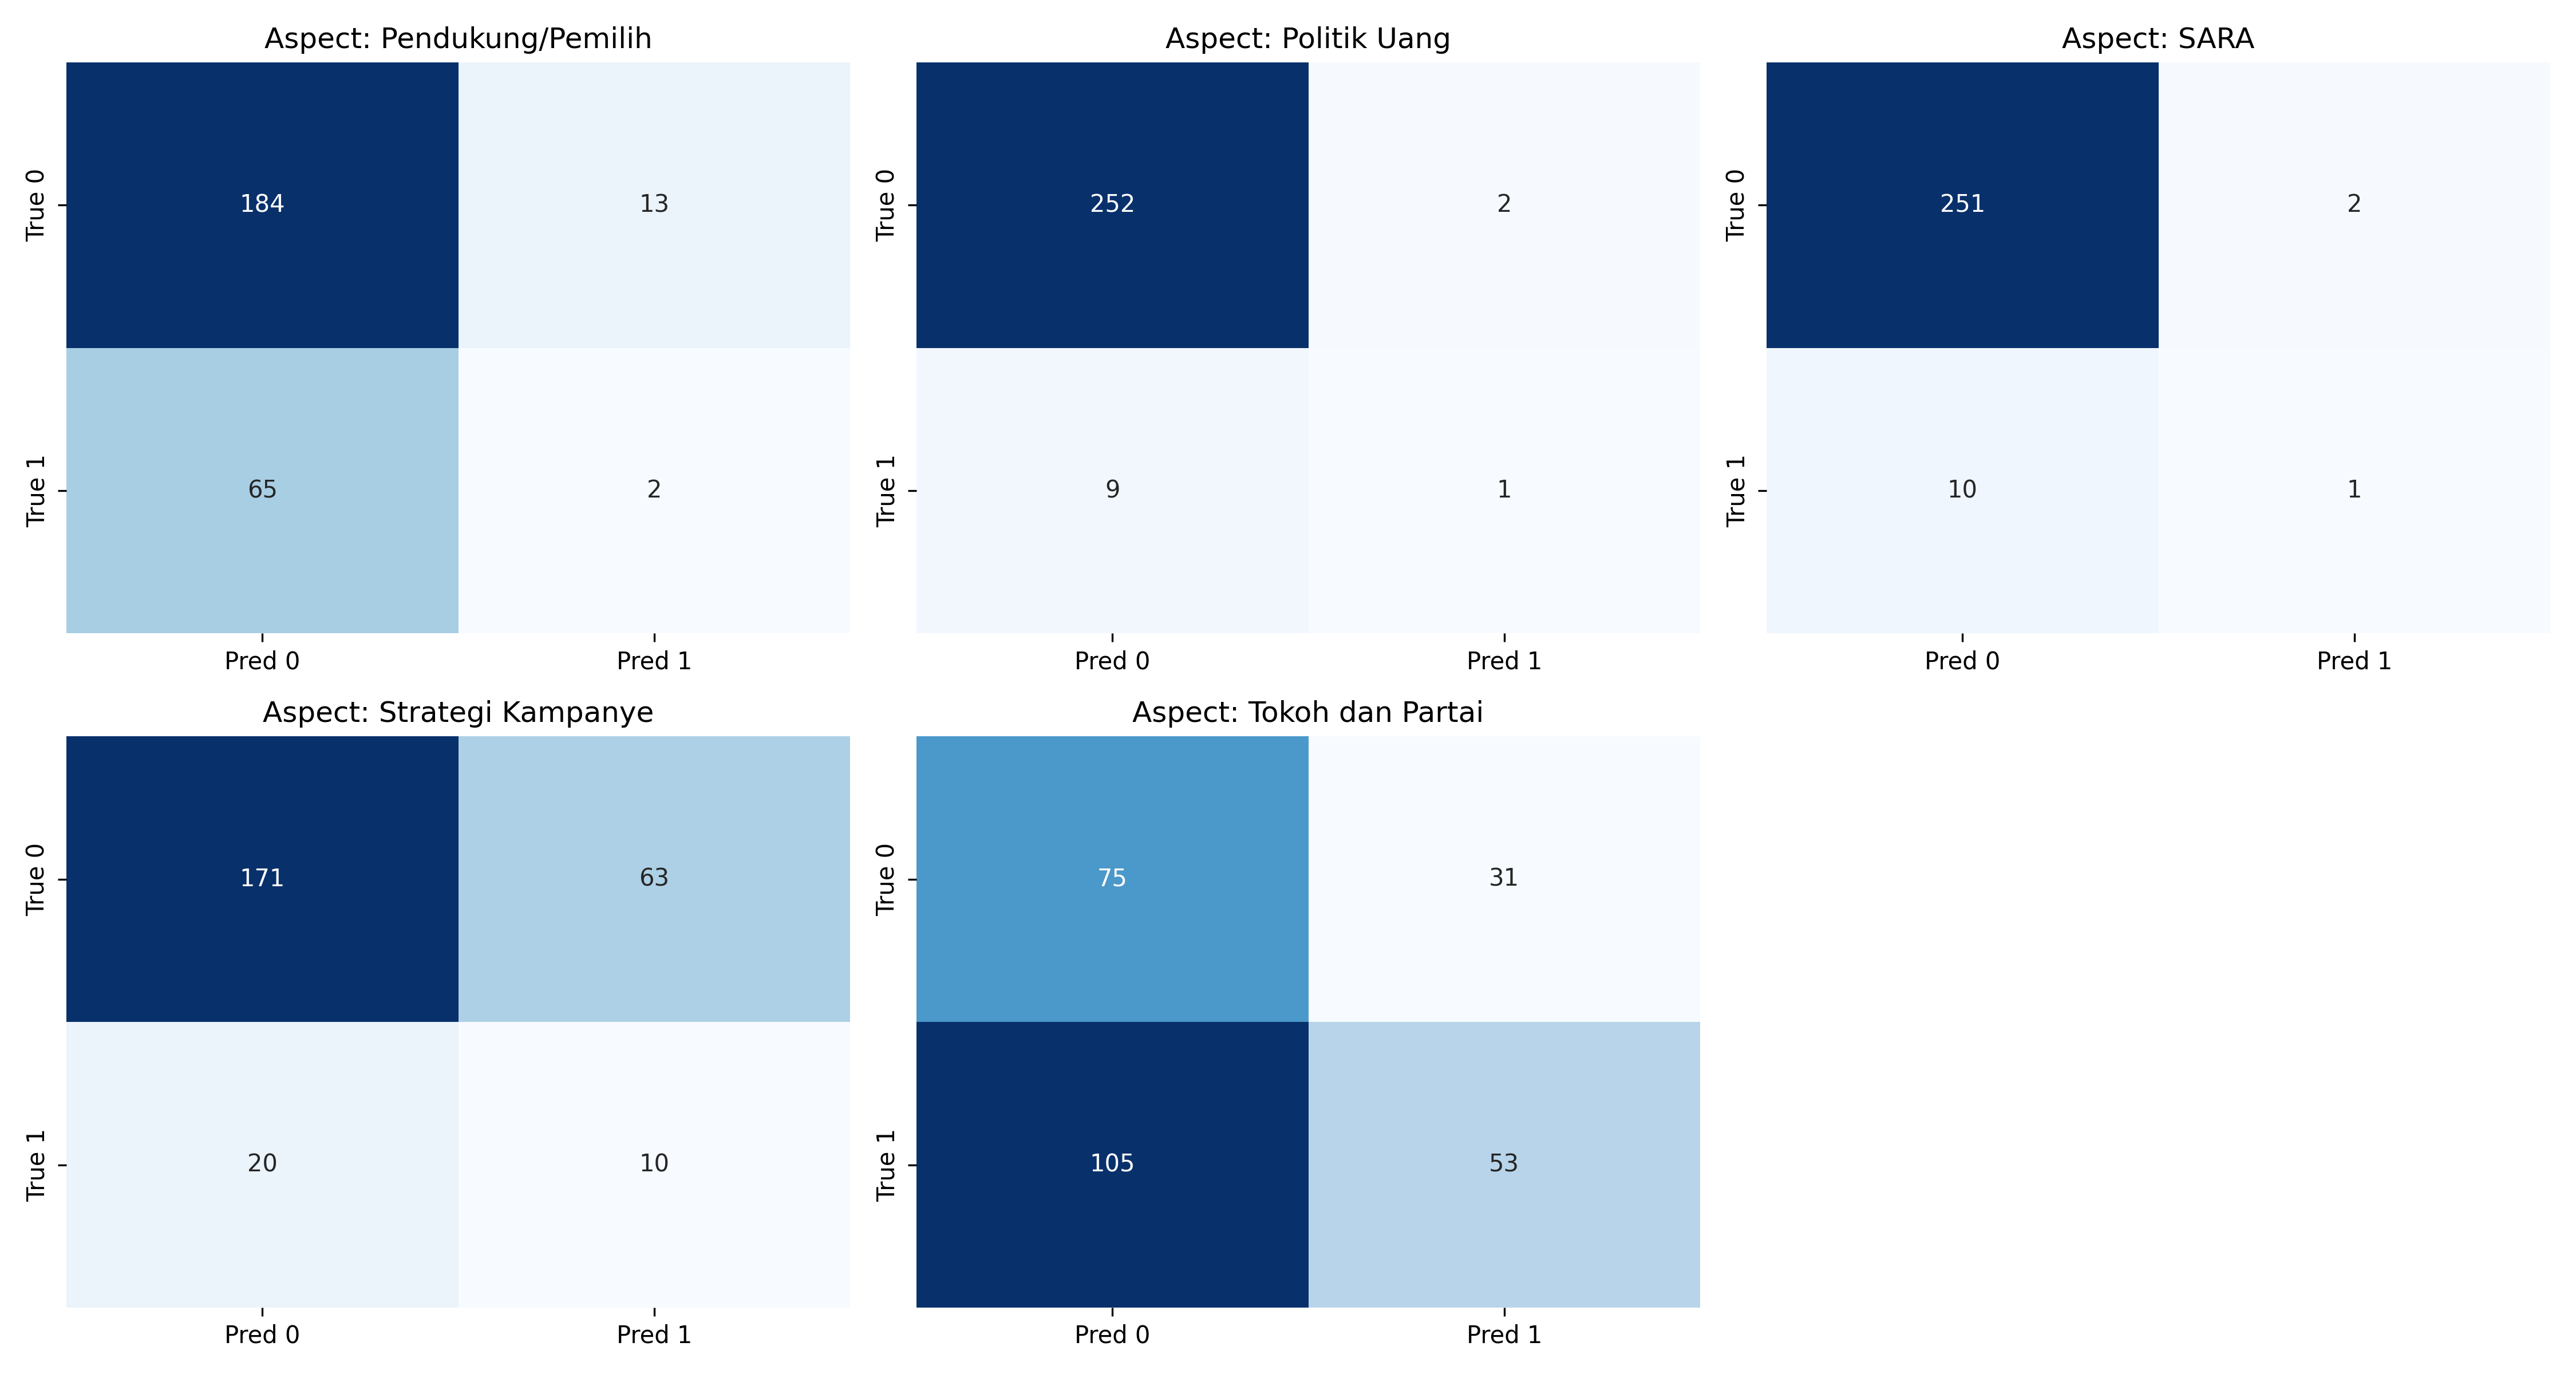 Aspect: Pendukung/Pemilih
True 0
184
13
True 1
65
2
Pred 0
Pred 1
Aspect: Politik Uang
True 0
252
2
True 1
9
1
Pred 0
Pred 1
Aspect: SARA
True 0
251
2
True 1
10
1
Pred 0
Pred 1
Aspect: Strategi Kampanye
True 0
171
63
True 1
20
10
Pred 0
Pred 1
Aspect: Tokoh dan Partai
True 0
75
31
True 1
105
53
Pred 0
Pred 1